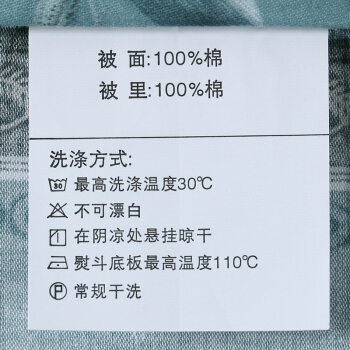 被 面:100%棉
被 里:100%棉
洗涤方式:
30 最高洗涤温度30℃
不可漂白
在阴凉处悬挂晾干
熨斗底板最高温度110℃
P 常规干洗